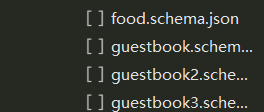 [ ] food.schema.json
[ ] guestbook.schem...
[ ] guestbook2.sche...
[ ] guestbook3.sche...